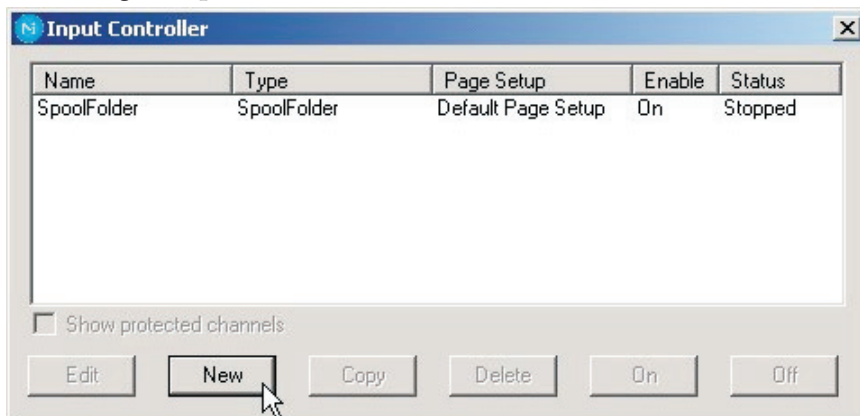 Input Controller
Name Type Page Setup Enable Status
SpoolFolder SpoolFolder Default Page Setup On Stopped
Show protected channels
Edit New Copy Delete On Off